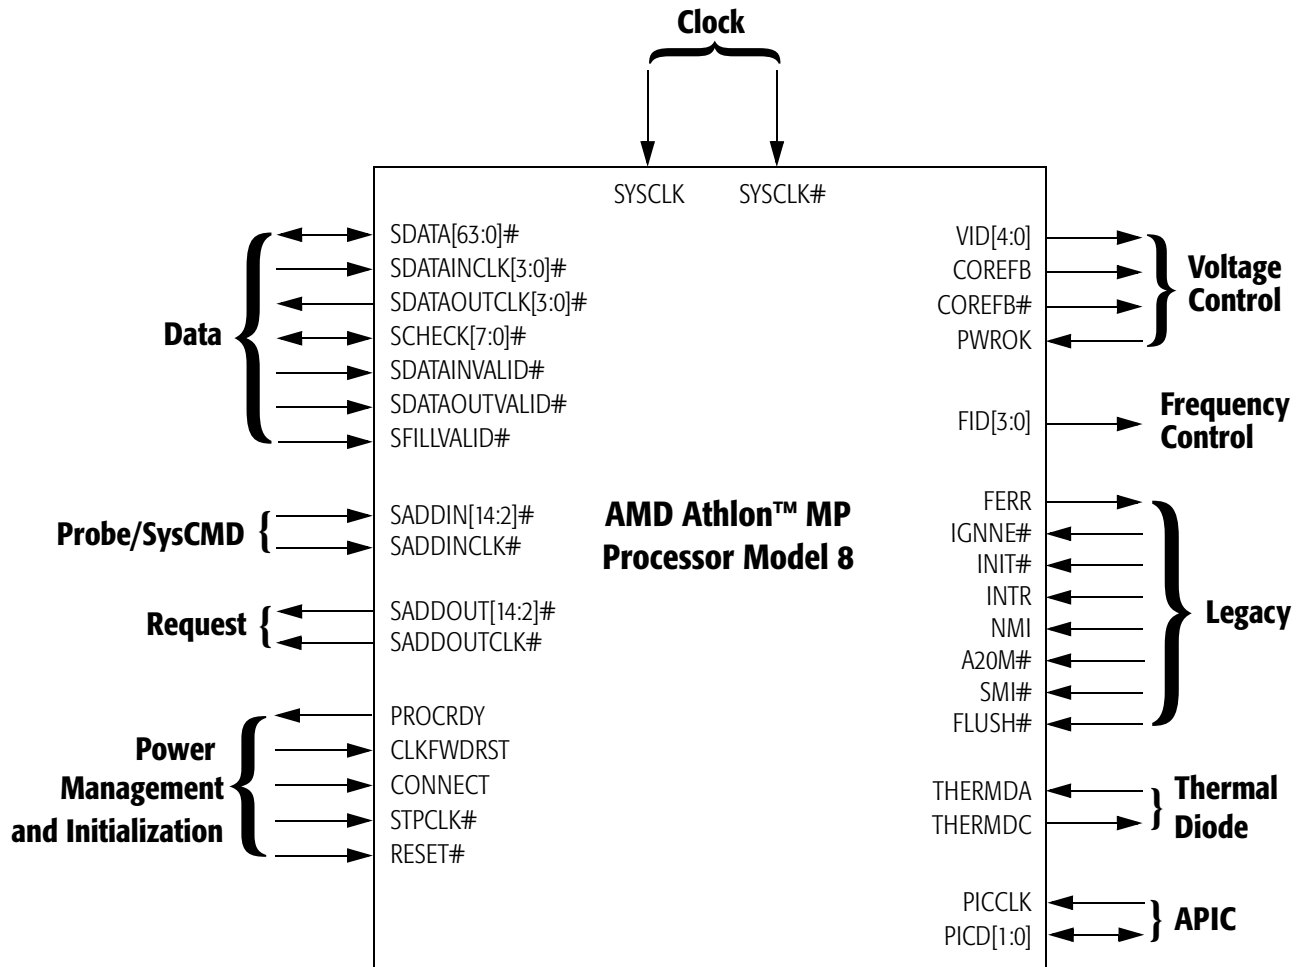 Clock
SYSCLK
SYSCLK#
Data
SDATA[63:0]#
SDATAINCLK[3:0]#
SDATAOUTCLK[3:0]#
SCHECK[7:0]#
SDATAINVALID#
SDATAOUTVALID#
SFILLVALID#
Probe/SysCMD
SADDIN[14:2]#
SADDINCLK#
Request
SADDOUT[14:2]#
SADDOUTCLK#
Power
Management
and Initialization
PROCRDY
CLKFWDRST
CONNECT
STPCLK#
RESET#
AMD Athlon™ MP
Processor Model 8
VID[4:0]
COREFB
COREFB#
PWROK
Voltage
Control
FID[3:0]
Frequency
Control
FERR
IGNNE#
INIT#
INTR
NMI
A20M#
SMI#
FLUSH#
Legacy
THERMDA
THERMDC
Thermal
Diode
PICCLK
PICD[1:0]
APIC